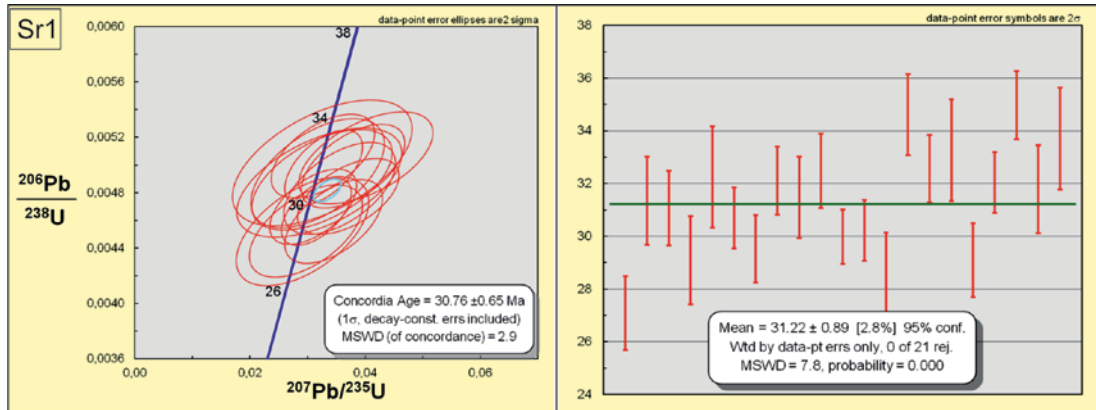 Sr1
data-point error ellipses are2 sigma
0,0060
0,0056
0,0052
0,0048
0,0044
0,0040
0,0036
206Pb
238U
38
34
30
26
Concordia Age = 30.76 ±0.65 Ma
(1σ, decay-const. errs included)
MSWD (of concordance) = 2.9
0,00
0,02
0,04
0,06
207Pb/235U
data-point error symbols are 2σ
38
36
34
32
30
28
26
24
Mean = 31.22 ± 0.89 [2.8%] 95% conf.
Wtd by data-pt errs only, 0 of 21 rej.
MSWD = 7.8, probability = 0.000